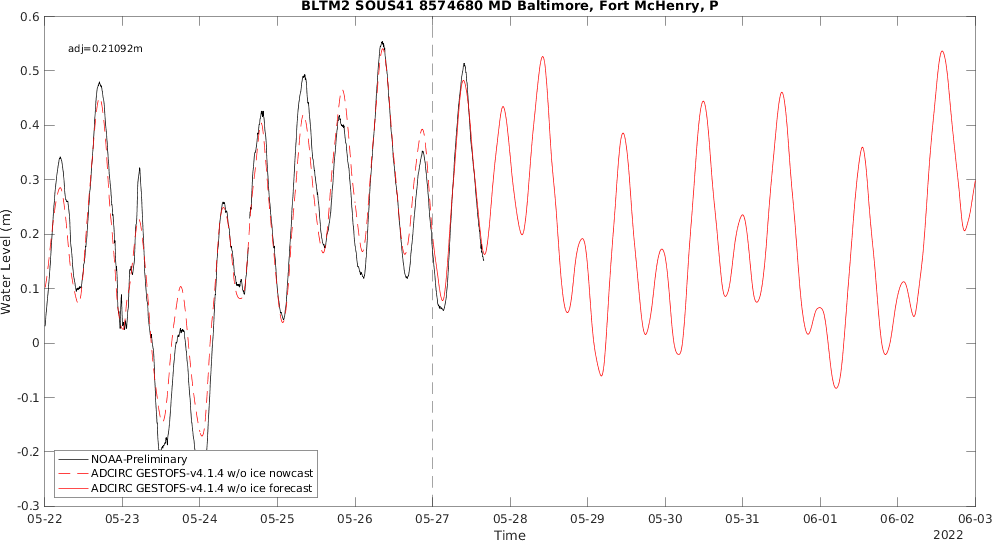 BLTM2 SOUS41 8574680 MD Baltimore, Fort McHenry, P
adj=0.21092m
Water Level (m)
0.6
0.5
0.4
0.3
0.2
0.1
0
-0.1
-0.2
-0.3
NOAA-Preliminary
ADCIRC GESTOFS-v4.1.4 w/o ice nowcast
ADCIRC GESTOFS-v4.1.4 w/o ice forecast
05-22 05-23 05-24 05-25 05-26 05-27 05-28 05-29 05-30 05-31 06-01 06-02 06-03
Time
2022